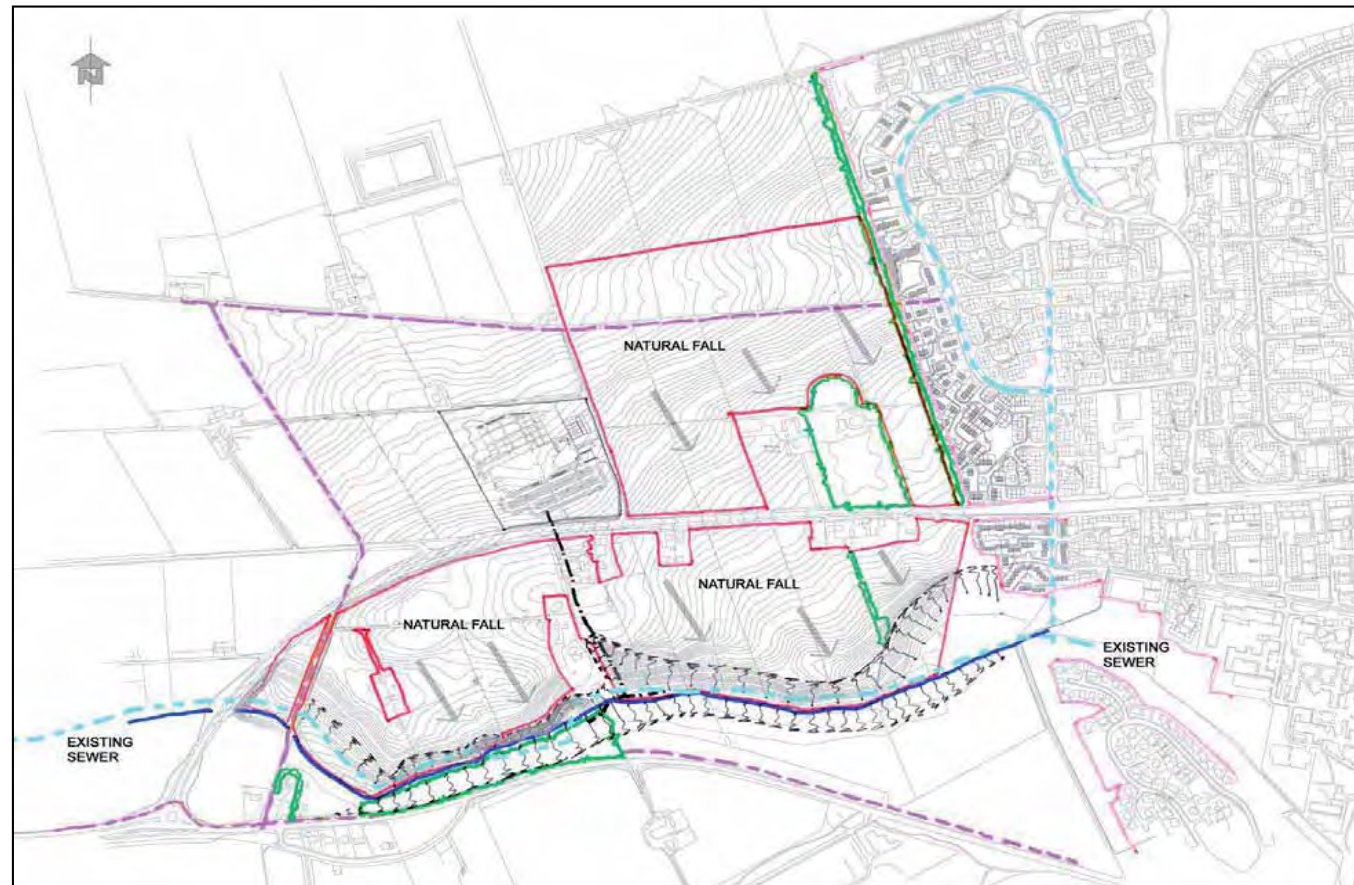 N
NATURAL FALL
NATURAL FALL
NATURAL FALL
EXISTING
SEWER
EXISTING
SEWER